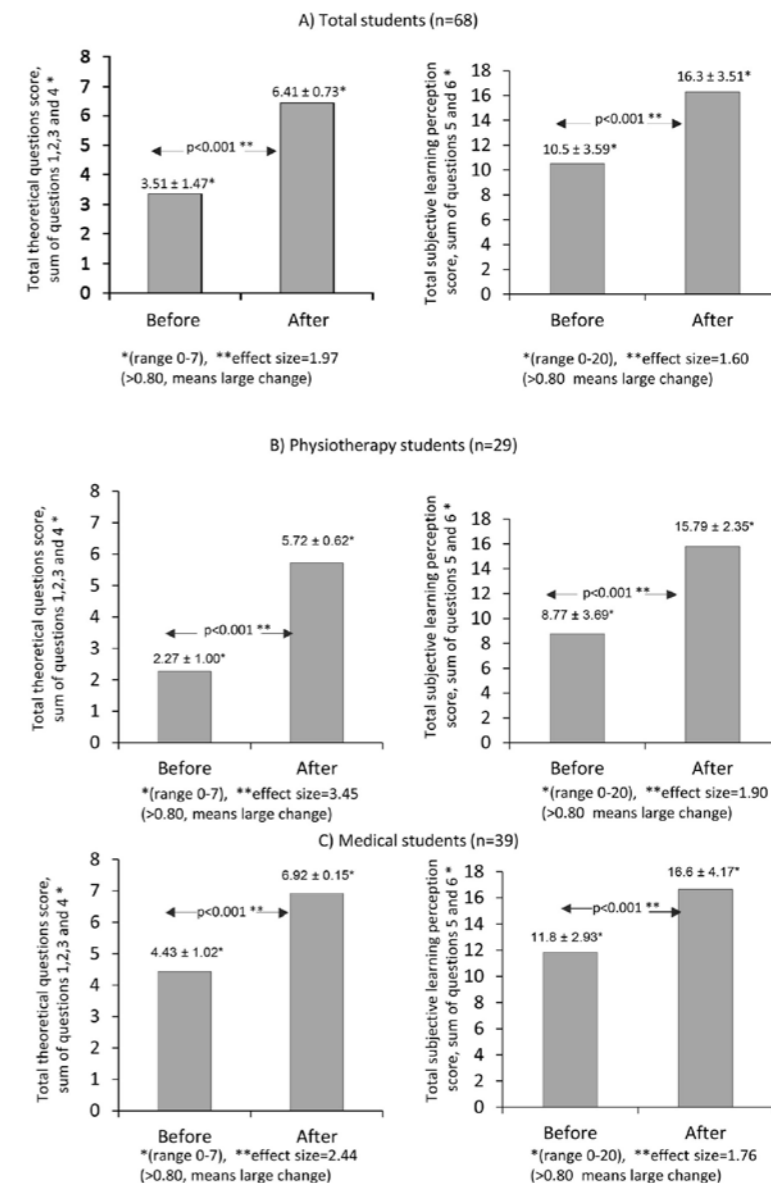 A) Total students (n=68)
Total theoretical questions score,
sum of questions 1,2,3 and 4 *
8
7
6
5
4
3
2
1
0
3.51 ± 1.47*
p<0.001 **
6.41 ± 0.73*
Before
After
*(range 0-7), **effect size=1.97
(>0.80, means large change)
Total subjective learning perception
score, sum of questions 5 and 6 *
18
16
14
12
10
8
6
4
2
0
10.5 ± 3.59*
p<0.001 **
16.3 ± 3.51*
Before
After
*(range 0-20), **effect size=1.60
(>0.80 means large change)
B) Physiotherapy students (n=29)
Total theoretical questions score,
sum of questions 1,2,3 and 4 *
8
7
6
5
4
3
2
1
0
2.27 ± 1.00*
p<0.001 **
5.72 ± 0.62*
Before
After
*(range 0-7), **effect size=3.45
(>0.80, means large change)
Total subjective learning perception
score, sum of questions 5 and 6 *
18
16
14
12
10
8
6
4
2
0
8.77 ± 3.69*
p<0.001 **
15.79 ± 2.35*
Before
After
*(range 0-20), **effect size=1.90
(>0.80 means large change)
C) Medical students (n=39)
Total theoretical questions score,
sum of questions 1,2,3 and 4 *
8
7
6
5
4
3
2
1
0
4.43 ± 1.02*
p<0.001 **
6.92 ± 0.15*
Before
After
*(range 0-7), **effect size=2.44
(>0.80, means large change)
Total subjective learning perception
score, sum of questions 5 and 6 *
18
16
14
12
10
8
6
4
2
0
11.8 ± 2.93*
p<0.001 **
16.6 ± 4.17*
Before
After
*(range 0-20), **effect size=1.76
(>0.80 means large change)